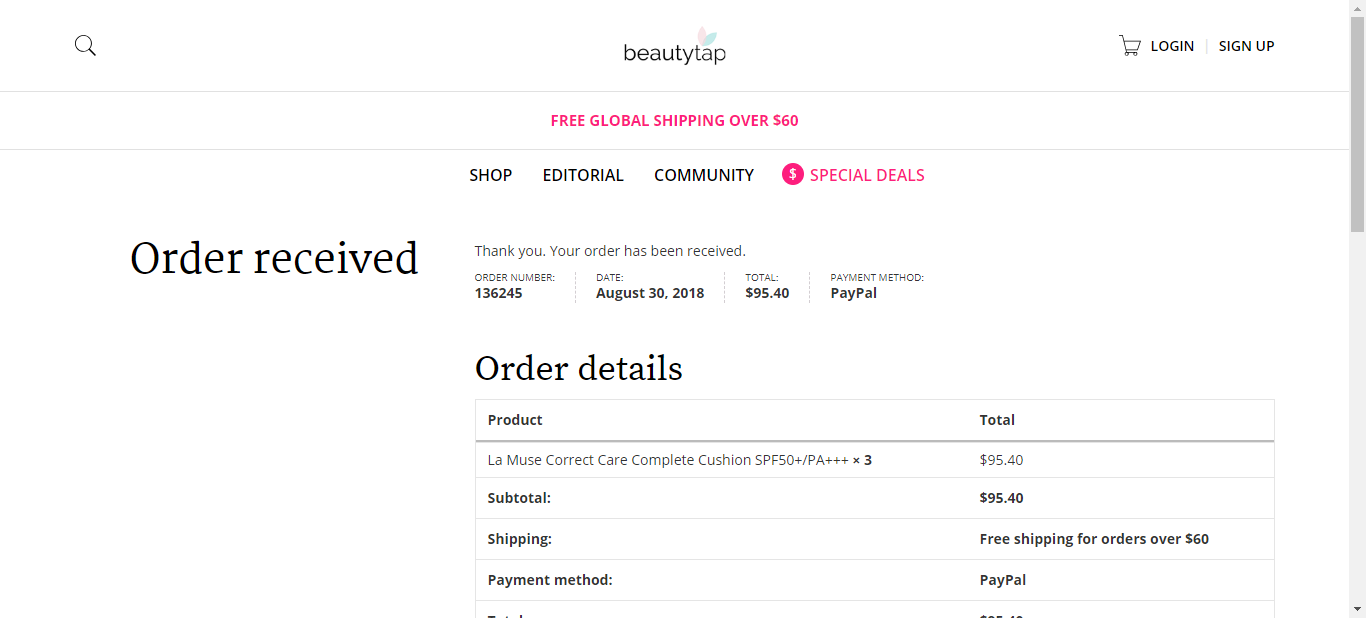 beautytap
LOGIN
SIGN UP
FREE GLOBAL SHIPPING OVER $60
SHOP
EDITORIAL
COMMUNITY
$ SPECIAL DEALS
Order received
Thank you. Your order has been received.
ORDER NUMBER:
136245
DATE:
August 30, 2018
TOTAL:
$95.40
PAYMENT METHOD:
PayPal
Order details
Product Total
La Muse Correct Care Complete Cushion SPF50+/PA+++ × 3 $95.40
Subtotal: $95.40
Shipping: Free shipping for orders over $60
Payment method: PayPal